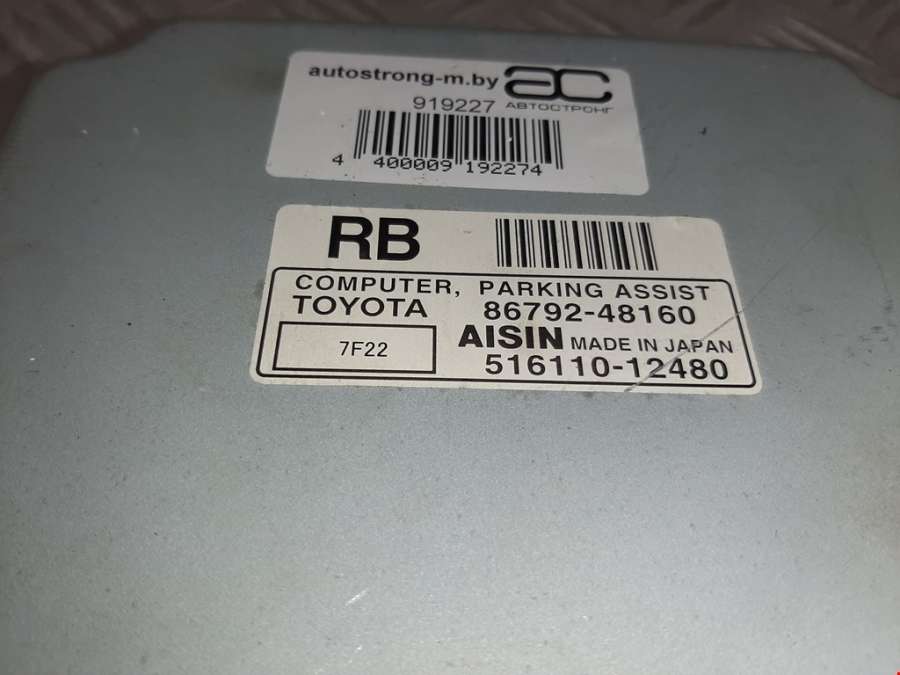 autostrong-m.by ac
919227 АВТОСТРОНГ
4 400009 192274
RB
COMPUTER, PARKING ASSIST
TOYOTA 86792-48160
7F22 AISIN MADE IN JAPAN
516110-12480